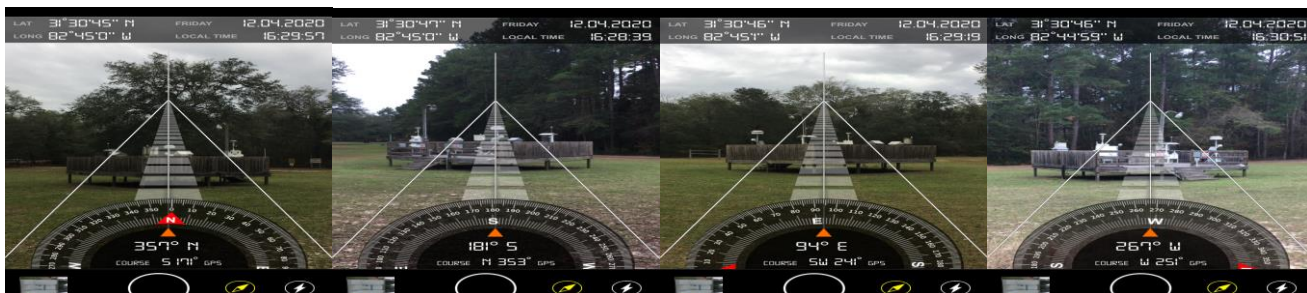 LAT 31°30'45" N FRIDAY 12.04.2020
LONG 82°45'0" W LOCAL TIME 16:29:57
N
357° N
COURSE S 171° GPS
W E
LAT 31°30'47" N FRIDAY 12.04.2020
LONG 82°45'0" W LOCAL TIME 16:28:39
S
181° S
COURSE N 353° GPS
E W
LAT 31°30'46" N FRIDAY 12.04.2020
LONG 82°45'1" W LOCAL TIME 16:29:19
E
94° E
COURSE SW 241° GPS
S
LAT 31°30'46" N FRIDAY 12.04.2020
LONG 82°44'59" W LOCAL TIME 16:30:51
W
267° W
COURSE W 251° GPS
S